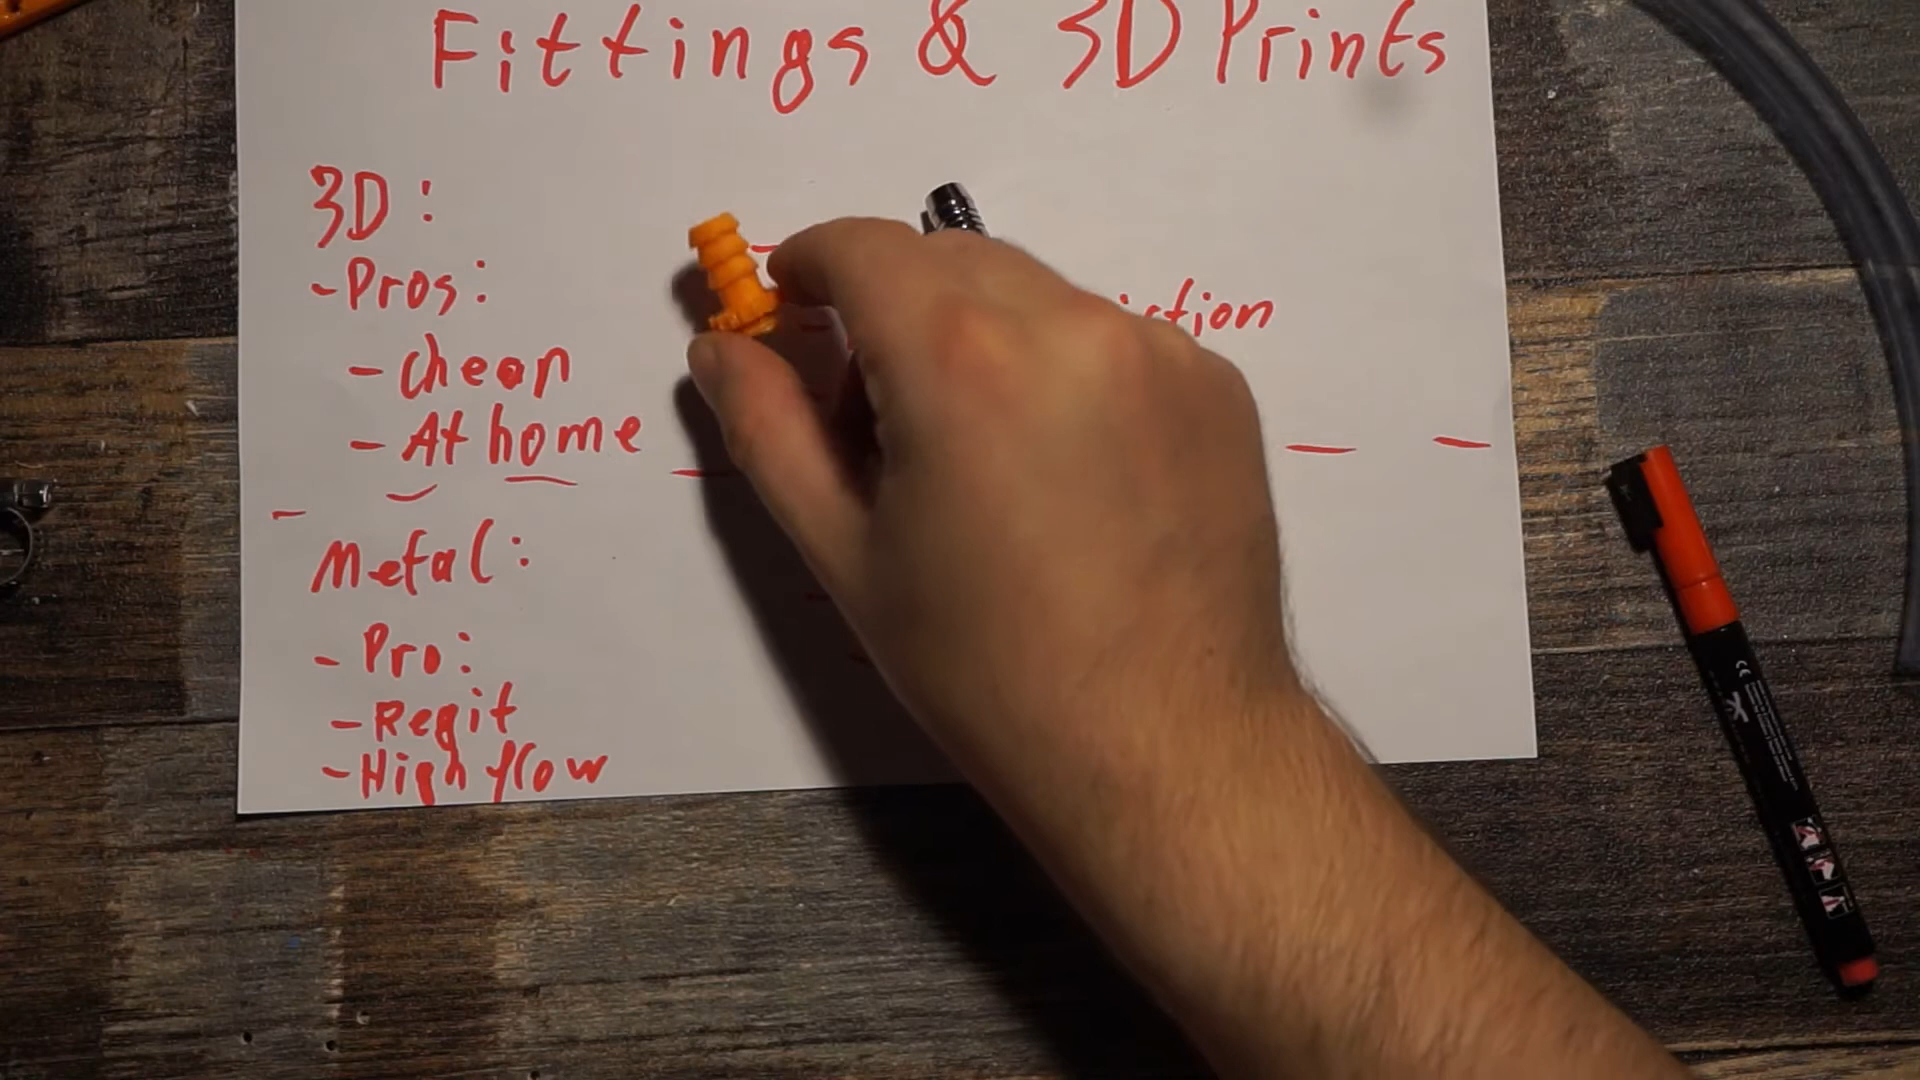 Fittings & 3D Prints
3D:
- Pros:
- Cheap
- At home
Metal:
- Pro:
- Regit
- High flow